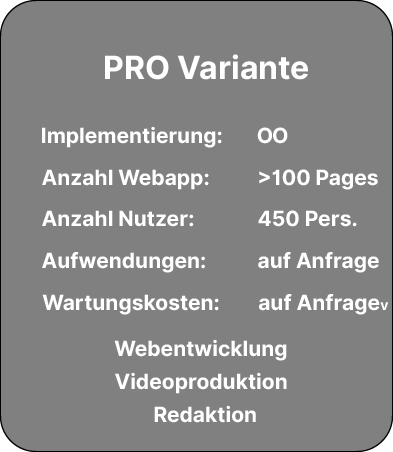 PRO Variante
Implementierung: OO
Anzahl Webapp: >100 Pages
Anzahl Nutzer: 450 Pers.
Aufwendungen: auf Anfrage
Wartungskosten: auf Anfragev
Webentwicklung
Videoproduktion
Redaktion